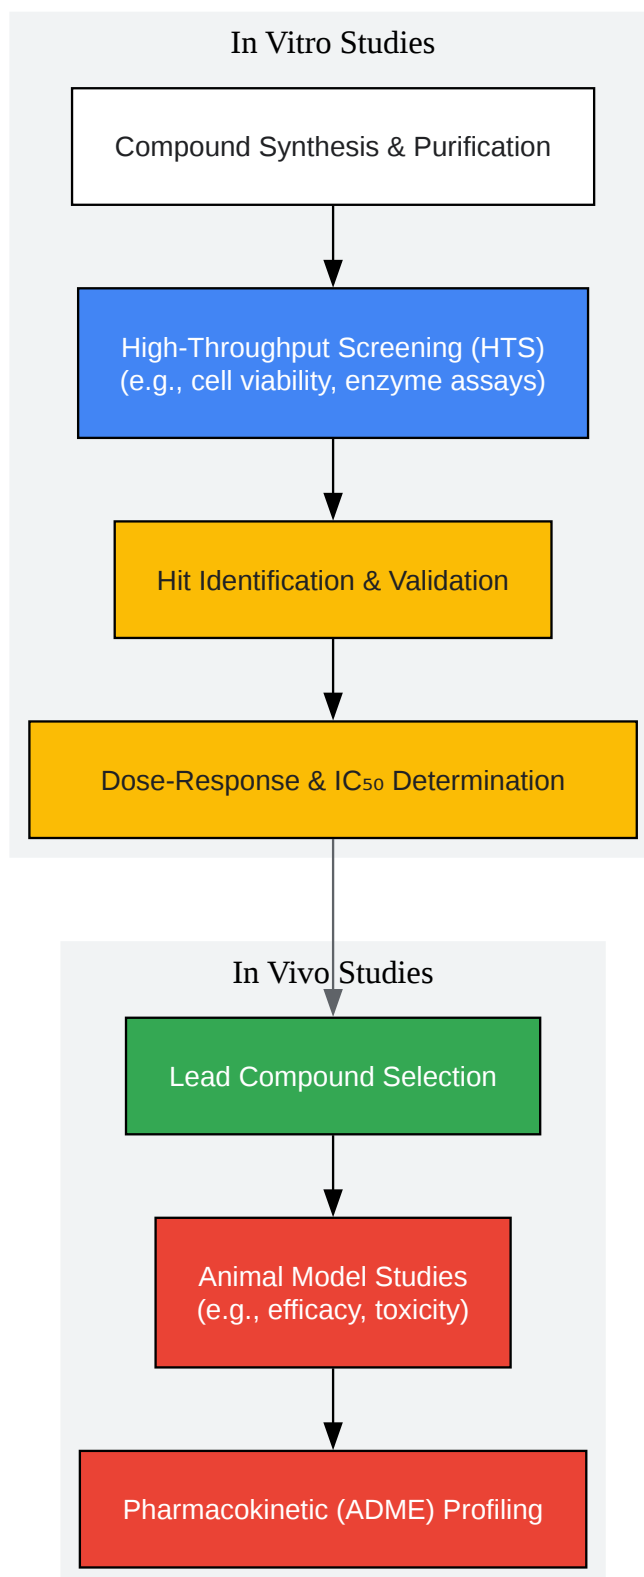 In Vitro Studies
Compound Synthesis & Purification
High-Throughput Screening (HTS)
(e.g., cell viability, enzyme assays)
Hit Identification & Validation
Dose-Response & IC₅₀ Determination
In Vivo Studies
Lead Compound Selection
Animal Model Studies
(e.g., efficacy, toxicity)
Pharmacokinetic (ADME) Profiling